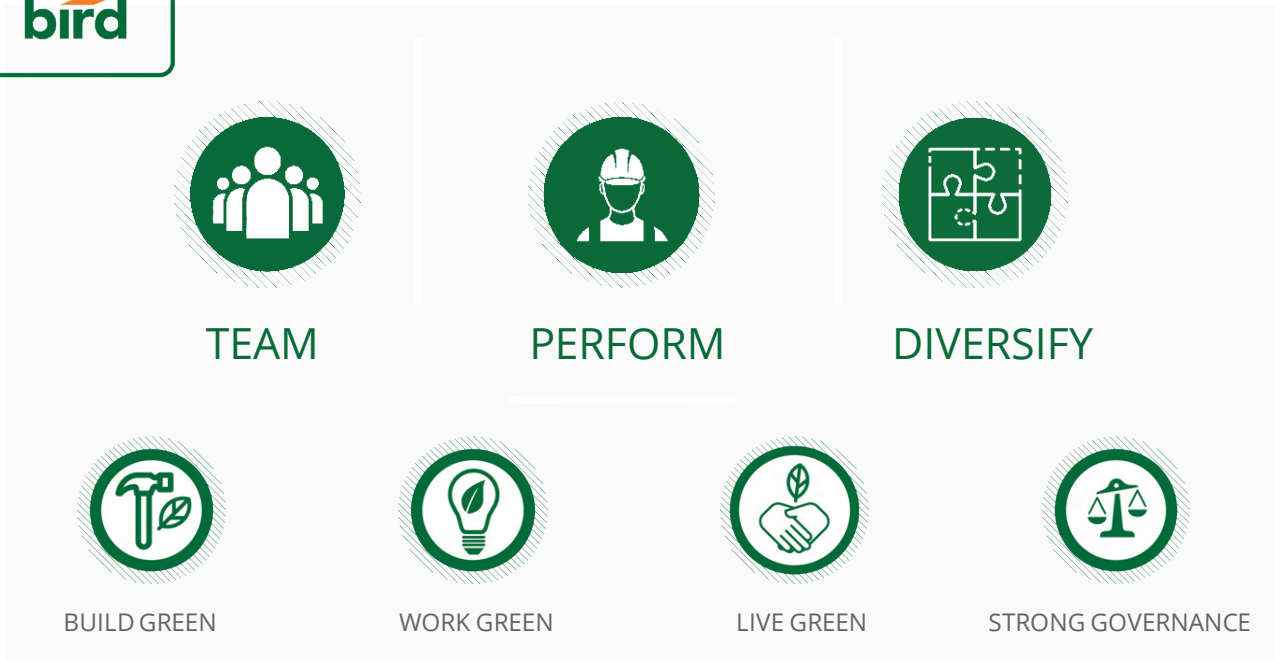 bird
TEAM PERFORM DIVERSIFY
BUILD GREEN WORK GREEN LIVE GREEN STRONG GOVERNANCE